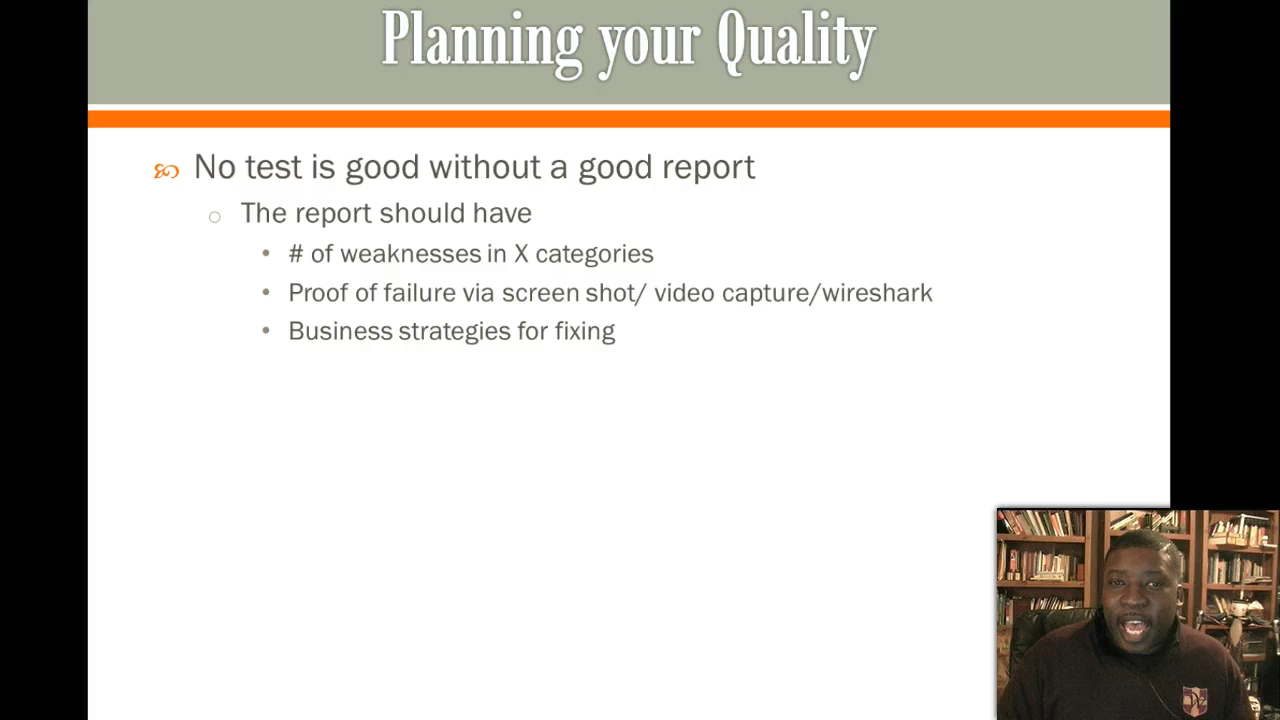 Planning your Quality
No test is good without a good report
The report should have
# of weaknesses in X categories
Proof of failure via screen shot/ video capture/wireshark
Business strategies for fixing